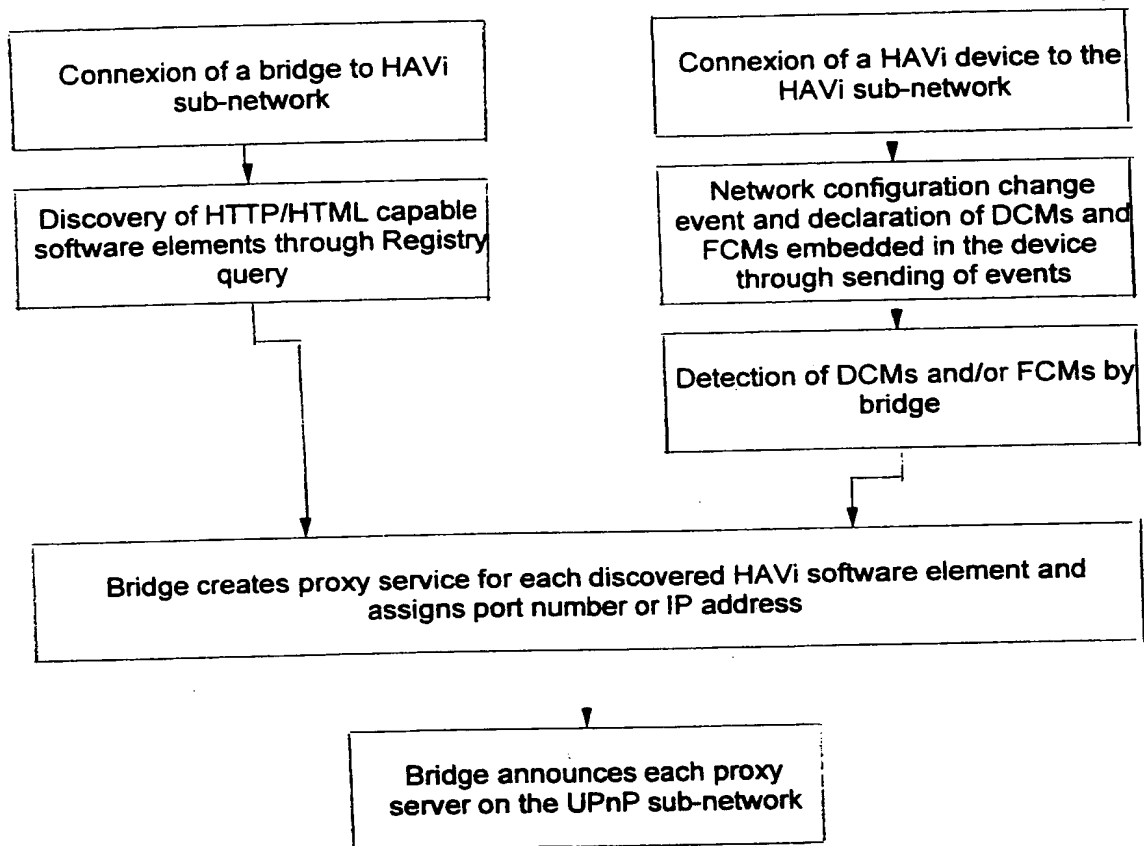 Connexion of a bridge to HAVi
sub-network
Discovery of HTTP/HTML capable
software elements through Registry
query
Connexion of a HAVi device to the
HAVi sub-network
Network configuration change
event and declaration of DCMs and
FCMs embedded in the device
through sending of events
Detection of DCMs and/or FCMs by
bridge
Bridge creates proxy service for each discovered HAVi software element and
assigns port number or IP address
Bridge announces each proxy
server on the UPnP sub-network